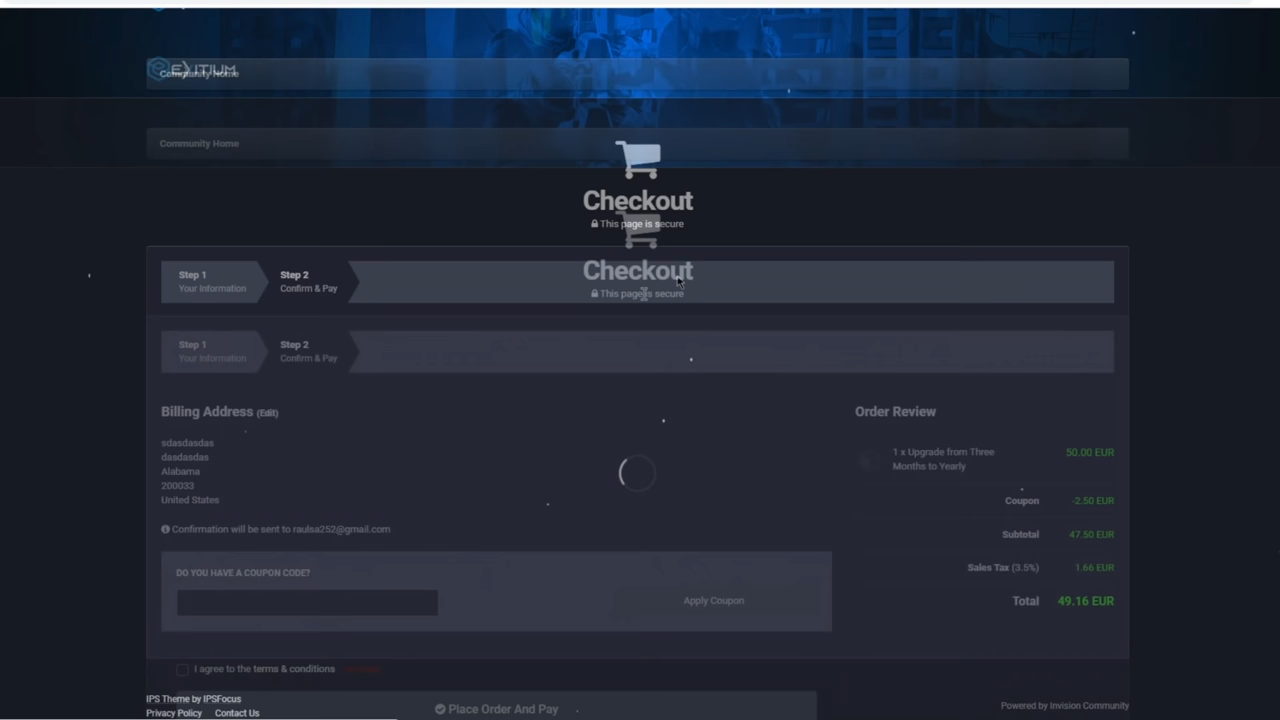 EXITIUM
Community Home
Community Home
Checkout
This page is secure
Checkout
This page is secure
Step 1
Your Information
Step 2
Confirm & Pay
Step 1
Your Information
Step 2
Confirm & Pay
Billing Address (Edit)
sdasdasdas
dasdasdas
Alabama
200033
United States
Confirmation will be sent to raulsa252@gmail.com
DO YOU HAVE A COUPON CODE?
Apply Coupon
Order Review
1 x Upgrade from Three Months to Yearly 50.00 EUR
Coupon -2.50 EUR
Subtotal 47.50 EUR
Sales Tax (3.5%) 1.66 EUR
Total 49.16 EUR
I agree to the terms & conditions
Place Order And Pay
IPS Theme by IPSFocus
Privacy Policy Contact Us
Powered by Invision Community